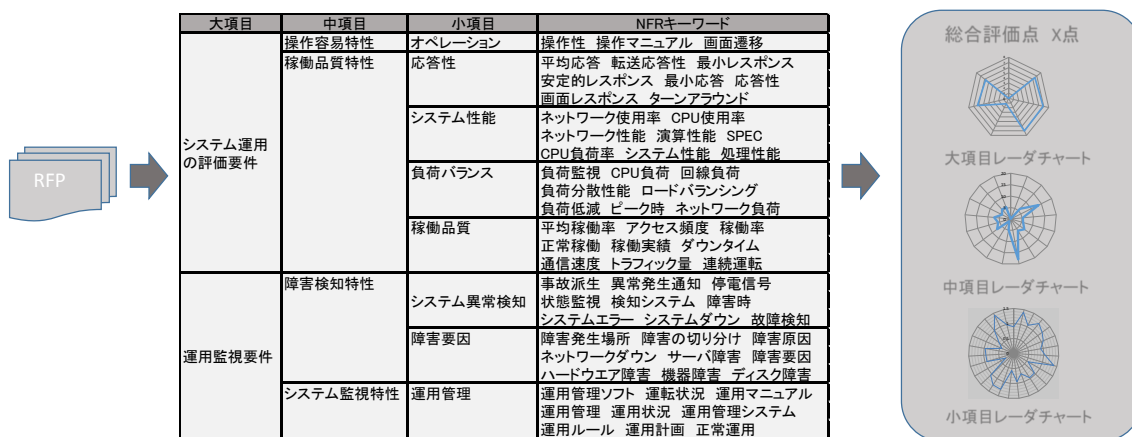 大項目 中項目 小項目 NFRキーワード
システム運用
の評価要件
操作容易特性 オペレーション 操作性 操作マニュアル 画面遷移
稼働品質特性 応答性 平均応答 転送応答性 最小レスポンス
安定的レスポンス 最小応答 応答性
画面レスポンス ターンアラウンド
システム性能 ネットワーク使用率 CPU使用率
ネットワーク性能 演算性能 SPEC
CPU負荷率 システム性能 処理性能
負荷バランス 負荷監視 CPU負荷 回線負荷
負荷分散性能 ロードバランシング
負荷低減 ピーク時 ネットワーク負荷
稼働品質 平均稼働率 アクセス頻度 稼働率
正常稼働 稼働実績 ダウンタイム
通信速度 トラフィック量 連続運転
運用監視要件
障害検知特性 システム異常検知 事故派生 異常発生通知 停電信号
状態監視 検知システム 障害時
システムエラー システムダウン 故障検知
障害要因 障害発生場所 障害の切り分け 障害原因
ネットワークダウン サーバ障害 障害要因
ハードウエア障害 機器障害 ディスク障害
システム監視特性 運用管理 運用管理ソフト 運転状況 運用マニュアル
運用管理 運用状況 運用管理システム
運用ルール 運用計画 正常運用
RFP
総合評価点 X点
大項目レーダチャート
中項目レーダチャート
小項目レーダチャート